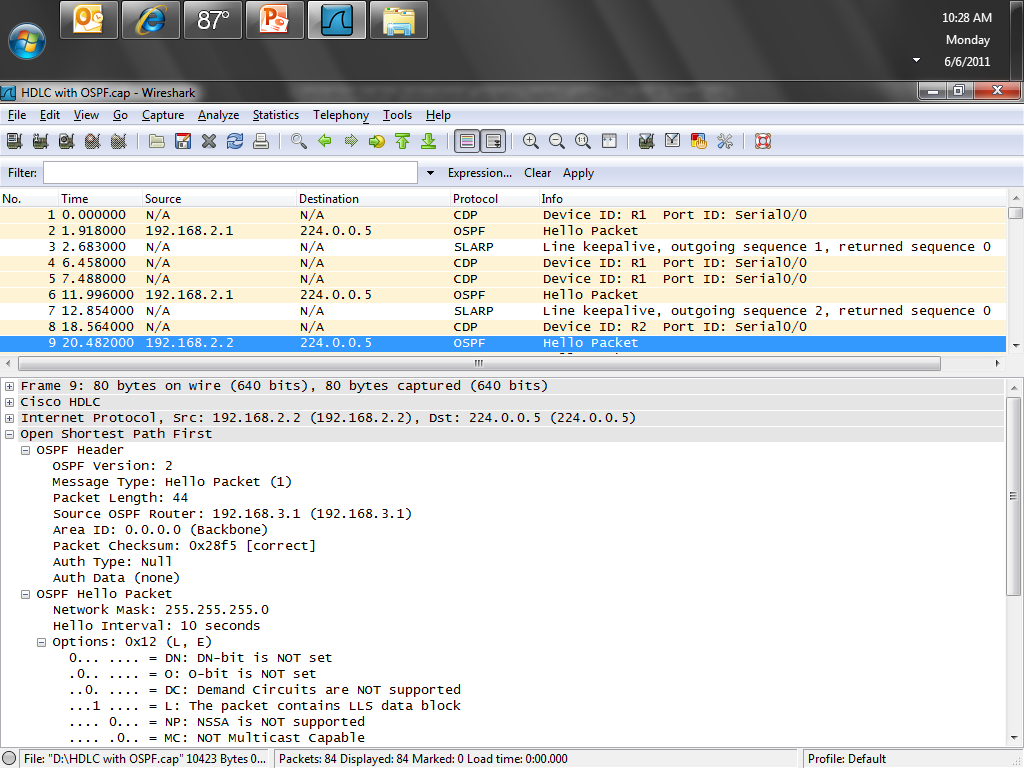 87°
10:28 AM
Monday
6/6/2011
HDLC with OSPF.cap - Wireshark
File Edit View Go Capture Analyze Statistics Telephony Tools Help
Filter: Expression... Clear Apply
No. Time Source Destination Protocol Info
1 0.000000 N/A N/A CDP Device ID: R1 Port ID: Serial0/0
2 1.918000 192.168.2.1 224.0.0.5 OSPF Hello Packet
3 2.683000 N/A N/A SLARP Line keepalive, outgoing sequence 1, returned sequence 0
4 6.458000 N/A N/A CDP Device ID: R1 Port ID: Serial0/0
5 7.488000 N/A N/A CDP Device ID: R1 Port ID: Serial0/0
6 11.996000 192.168.2.1 224.0.0.5 OSPF Hello Packet
7 12.854000 N/A N/A SLARP Line keepalive, outgoing sequence 2, returned sequence 0
8 18.564000 N/A N/A CDP Device ID: R2 Port ID: Serial0/0
9 20.482000 192.168.2.2 224.0.0.5 OSPF Hello Packet
Frame 9: 80 bytes on wire (640 bits), 80 bytes captured (640 bits)
Cisco HDLC
Internet Protocol, Src: 192.168.2.2 (192.168.2.2), Dst: 224.0.0.5 (224.0.0.5)
Open Shortest Path First
OSPF Header
OSPF Version: 2
Message Type: Hello Packet (1)
Packet Length: 44
Source OSPF Router: 192.168.3.1 (192.168.3.1)
Area ID: 0.0.0.0 (Backbone)
Packet Checksum: 0x28f5 [correct]
Auth Type: Null
Auth Data (none)
OSPF Hello Packet
Network Mask: 255.255.255.0
Hello Interval: 10 seconds
Options: 0x12 (L, E)
0... .... = DN: DN-bit is NOT set
.0.. .... = O: O-bit is NOT set
..0. .... = DC: Demand Circuits are NOT supported
...1 .... = L: The packet contains LLS data block
.... 0... = NP: NSSA is NOT supported
.... .0.. = MC: NOT Multicast Capable
File: "D:\HDLC with OSPF.cap" 10423 Bytes 0... Packets: 84 Displayed: 84 Marked: 0 Load time: 0:00.000 Profile: Default